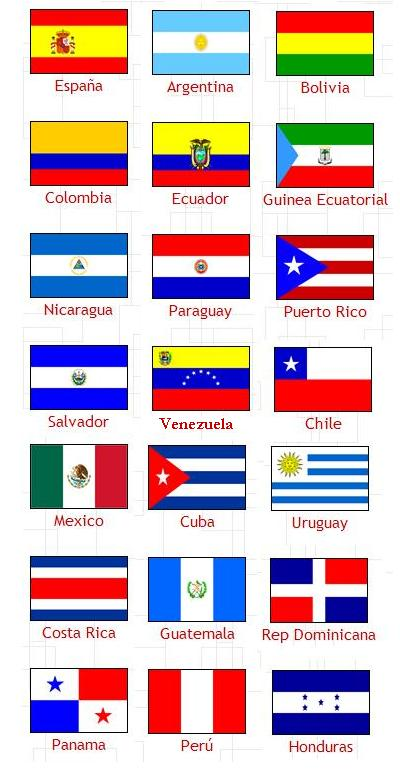 España
Argentina
Bolivia
Colombia
Ecuador
Guinea Ecuatorial
Nicaragua
Paraguay
Puerto Rico
Salvador
Venezuela
Chile
Mexico
Cuba
Uruguay
Costa Rica
Guatemala
Rep Dominicana
Panama
Perú
Honduras